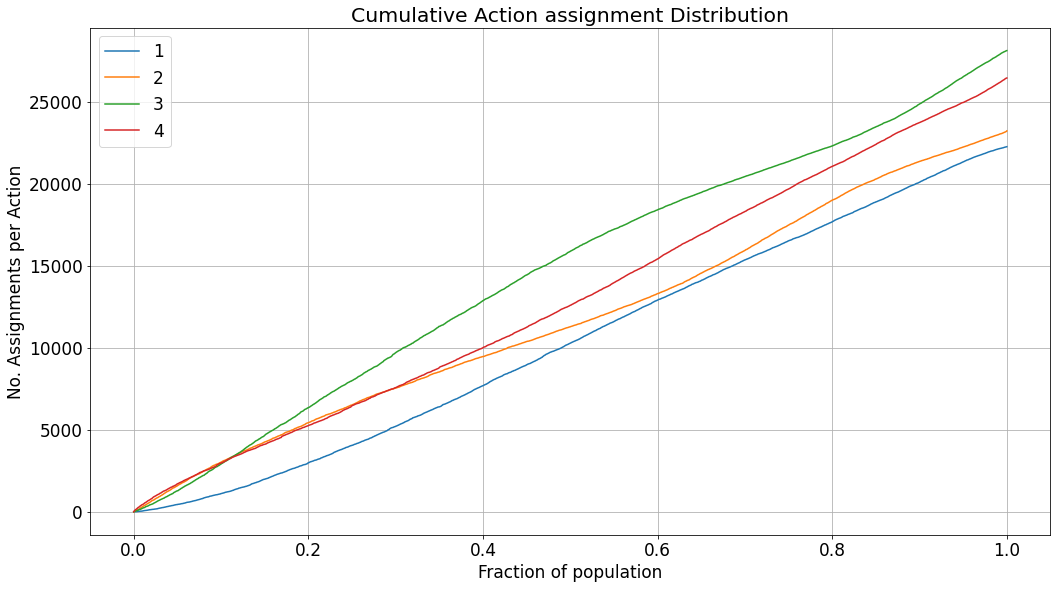 Cumulative Action assignment Distribution
1
2
3
4
No. Assignments per Action
25000
20000
15000
10000
5000
0
0.0 0.2 0.4 0.6 0.8 1.0
Fraction of population